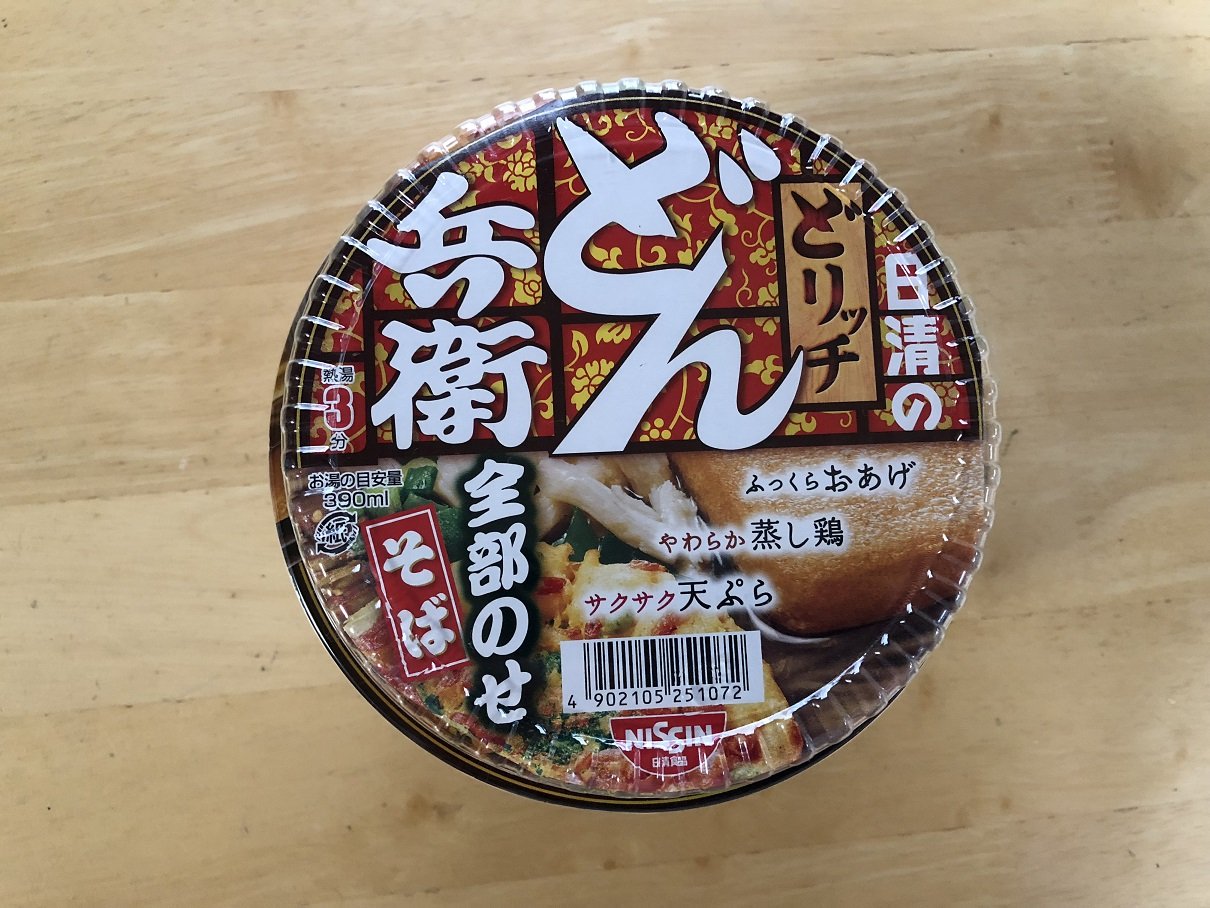 日清の
どリッチ
どん
兵衛
熱湯
3
分
お湯の目安量
390ml
紙
全部のせ
そば
ふっくらおあげ
やわらか蒸し鶏
サクサク天ぷら
4 902105 251072
NISSIN
日清食品